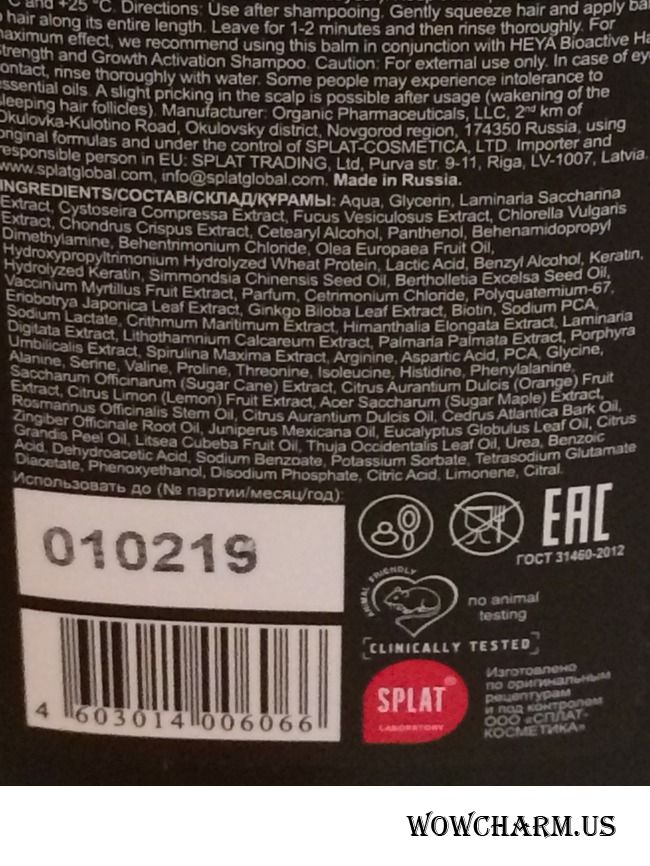 C and +25 °C. Directions: Use after shampooing. Gently squeeze hair and apply
hair along its entire length. Leave for 1-2 minutes and then rinse thoroughly. For
maximum effect, we recommend using this balm in conjunction with HEYA Bioactive
Strength and Growth Activation Shampoo. Caution: For external use only. In case of
contact, rinse thoroughly with water. Some people may experience intolerance to
essential oils. A slight pricking in the scalp is possible after usage (wakening of the
sleeping hair follicles). Manufacturer: Organic Pharmaceuticals, LLC, 2nd km of
Okulovka-Kulotino Road, Okulovsky district, Novgorod region, 174350 Russia, using
original formulas and under the control of SPLAT-COSMETICA, LTD. Importer and
responsible person in EU: SPLAT TRADING, Ltd, Purva str. 9-11, Riga, LV-1007, Latvia.
www.splatglobal.com, info@splatglobal.com. Made in Russia.
INGREDIENTS/СОСТАВ/СКЛАД/ҚҰРАМЫ: Aqua, Glycerin, Laminaria Saccharina
Extract, Cystoseira Compressa Extract, Fucus Vesiculosus Extract, Chlorella Vulgaris
Extract, Chondrus Crispus Extract, Cetearyl Alcohol, Panthenol, Behenamidopropyl
Dimethylamine, Behentrimonium Chloride, Olea Europaea Fruit Oil,
Hydroxypropyltrimonium Hydrolyzed Wheat Protein, Lactic Acid, Benzyl Alcohol, Keratin,
Hydrolyzed Keratin, Simmondsia Chinensis Seed Oil, Bertholletia Excelsa Seed Oil,
Vaccinium Myrtillus Fruit Extract, Parfum, Cetrimonium Chloride, Polyquaternium-67,
Eriobotrya Japonica Leaf Extract, Ginkgo Biloba Leaf Extract, Biotin, Sodium PCA,
Sodium Lactate, Crithmum Maritimum Extract, Himanthalia Elongata Extract, Laminaria
Digitata Extract, Lithothamnium Calcareum Extract, Palmaria Palmata Extract, Porphyra
Umbilicalis Extract, Spirulina Maxima Extract, Arginine, Aspartic Acid, PCA, Glycine,
Alanine, Serine, Valine, Proline, Threonine, Isoleucine, Histidine, Phenylalanine,
Saccharum Officinarum (Sugar Cane) Extract, Citrus Aurantium Dulcis (Orange) Fruit
Extract, Citrus Limon (Lemon) Fruit Extract, Acer Saccharum (Sugar Maple) Extract,
Rosmarinus Officinalis Stem Oil, Citrus Aurantium Dulcis Oil, Cedrus Atlantica Bark Oil,
Zingiber Officinale Root Oil, Juniperus Mexicana Oil, Eucalyptus Globulus Leaf Oil, Citrus
Grandis Peel Oil, Litsea Cubeba Fruit Oil, Thuja Occidentalis Leaf Oil, Urea, Benzoic
Acid, Dehydroacetic Acid, Sodium Benzoate, Potassium Sorbate, Tetrasodium Glutamate
Diacetate, Phenoxyethanol, Disodium Phosphate, Citric Acid, Limonene, Citral.
Использовать до (№ партии/месяц/год):
010219
EAC
ГОСТ 31460-2012
ANIMAL FRIENDLY
no animal
testing
CLINICALLY TESTED
SPLAT®
LABORATORY
Изготовлено
по оригинальным
рецептурам
и под контролем
ООО «СПЛАТ-
КОСМЕТИКА»
4 603014 006066
WOWCHARM.US